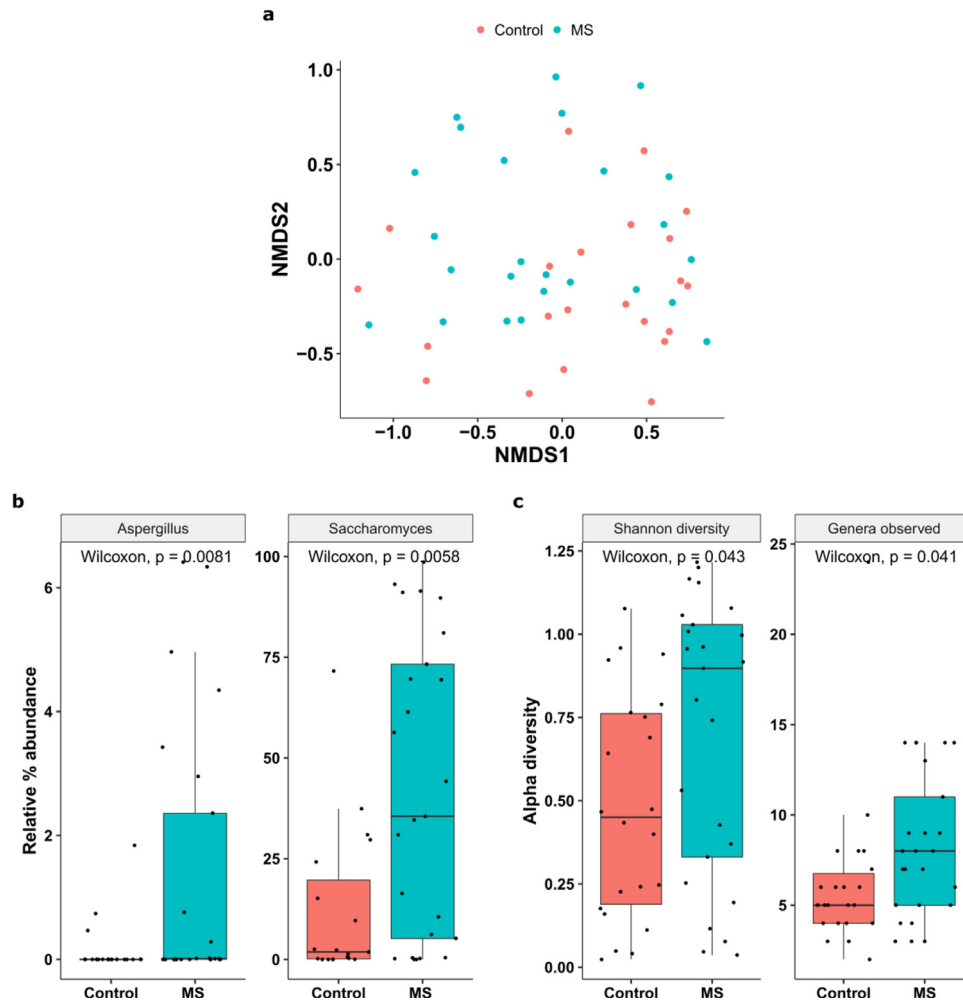 a
Control MS
1.0
0.5
0.0
−0.5
NMDS2
−1.0 −0.5 0.0 0.5
NMDS1
b
Aspergillus Saccharomyces
Wilcoxon, p = 0.0081 Wilcoxon, p = 0.0058
Relative % abundance
6
4
2
0
100
75
50
25
0
Control MS Control MS
c
Shannon diversity Genera observed
Wilcoxon, p = 0.043 Wilcoxon, p = 0.041
Alpha diversity
1.25
1.00
0.75
0.50
0.25
0.00
25
20
15
10
5
Control MS Control MS